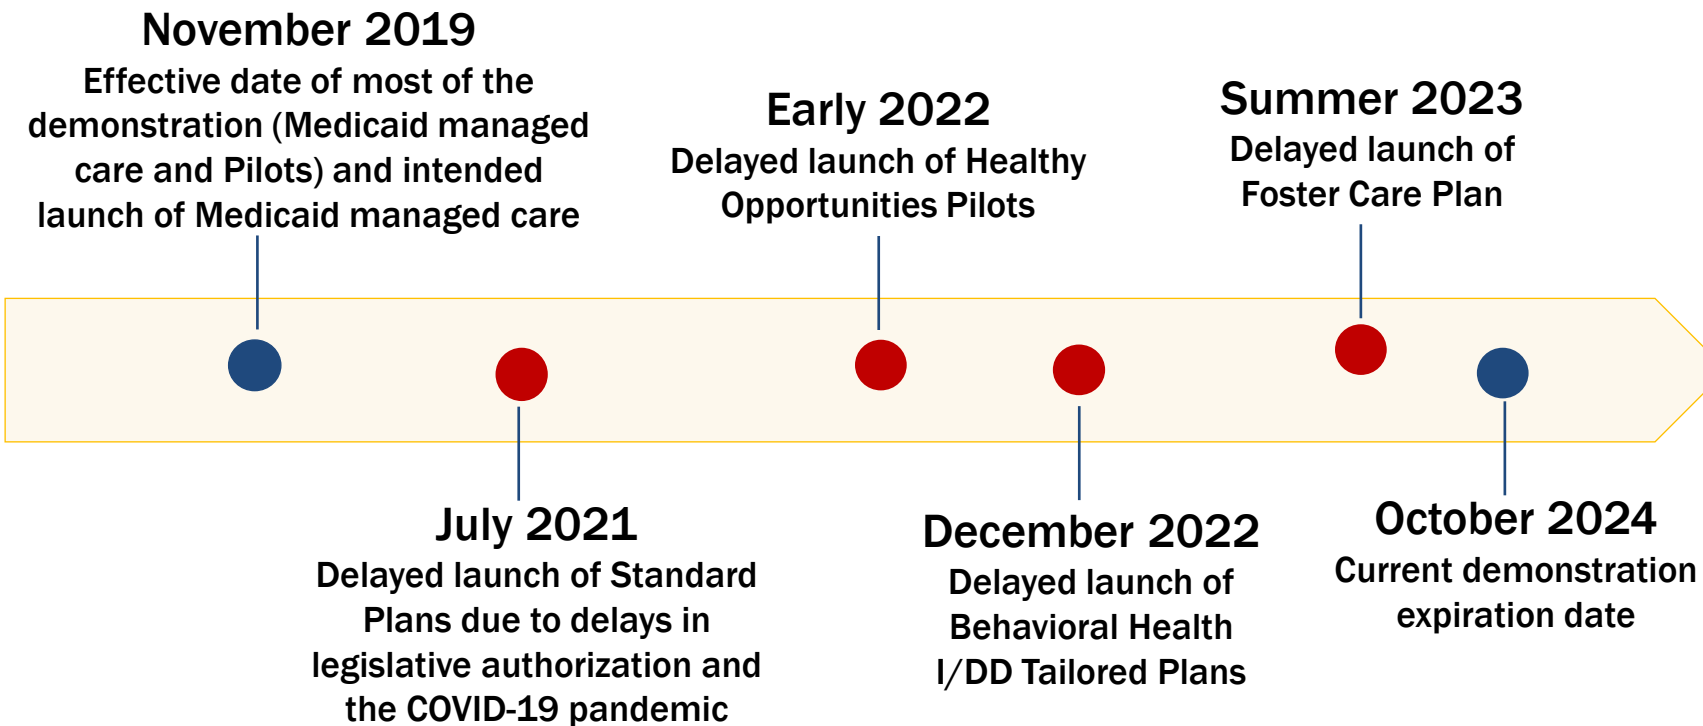 November 2019
Effective date of most of the
demonstration (Medicaid managed
care and Pilots) and intended
launch of Medicaid managed care
Early 2022
Delayed launch of Healthy
Opportunities Pilots
Summer 2023
Delayed launch of
Foster Care Plan
July 2021
Delayed launch of Standard
Plans due to delays in
legislative authorization and
the COVID-19 pandemic
December 2022
Delayed launch of
Behavioral Health
I/DD Tailored Plans
October 2024
Current demonstration
expiration date